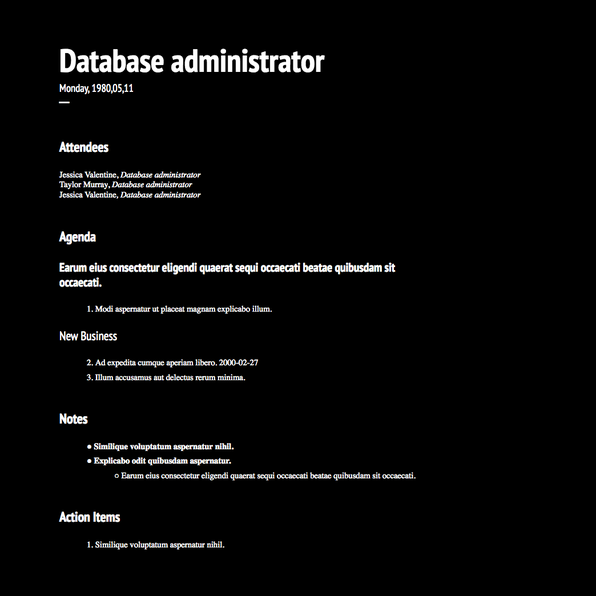 Database administrator
Monday, 1980,05,11
—
Attendees
Jessica Valentine, Database administrator
Taylor Murray, Database administrator
Jessica Valentine, Database administrator
Agenda
Earum eius consectetur eligendi quaerat sequi occaecati beatae quibusdam sit
occaecati.
1. Modi aspernatur ut placeat magnam explicabo illum.
New Business
2. Ad expedita cumque aperiam libero. 2000-02-27
3. Illum accusamus aut delectus rerum minima.
Notes
● Similique voluptatum aspernatur nihil.
● Explicabo odit quibusdam aspernatur.
○ Earum eius consectetur eligendi quaerat sequi occaecati beatae quibusdam sit occaecati.
Action Items
1. Similique voluptatum aspernatur nihil.